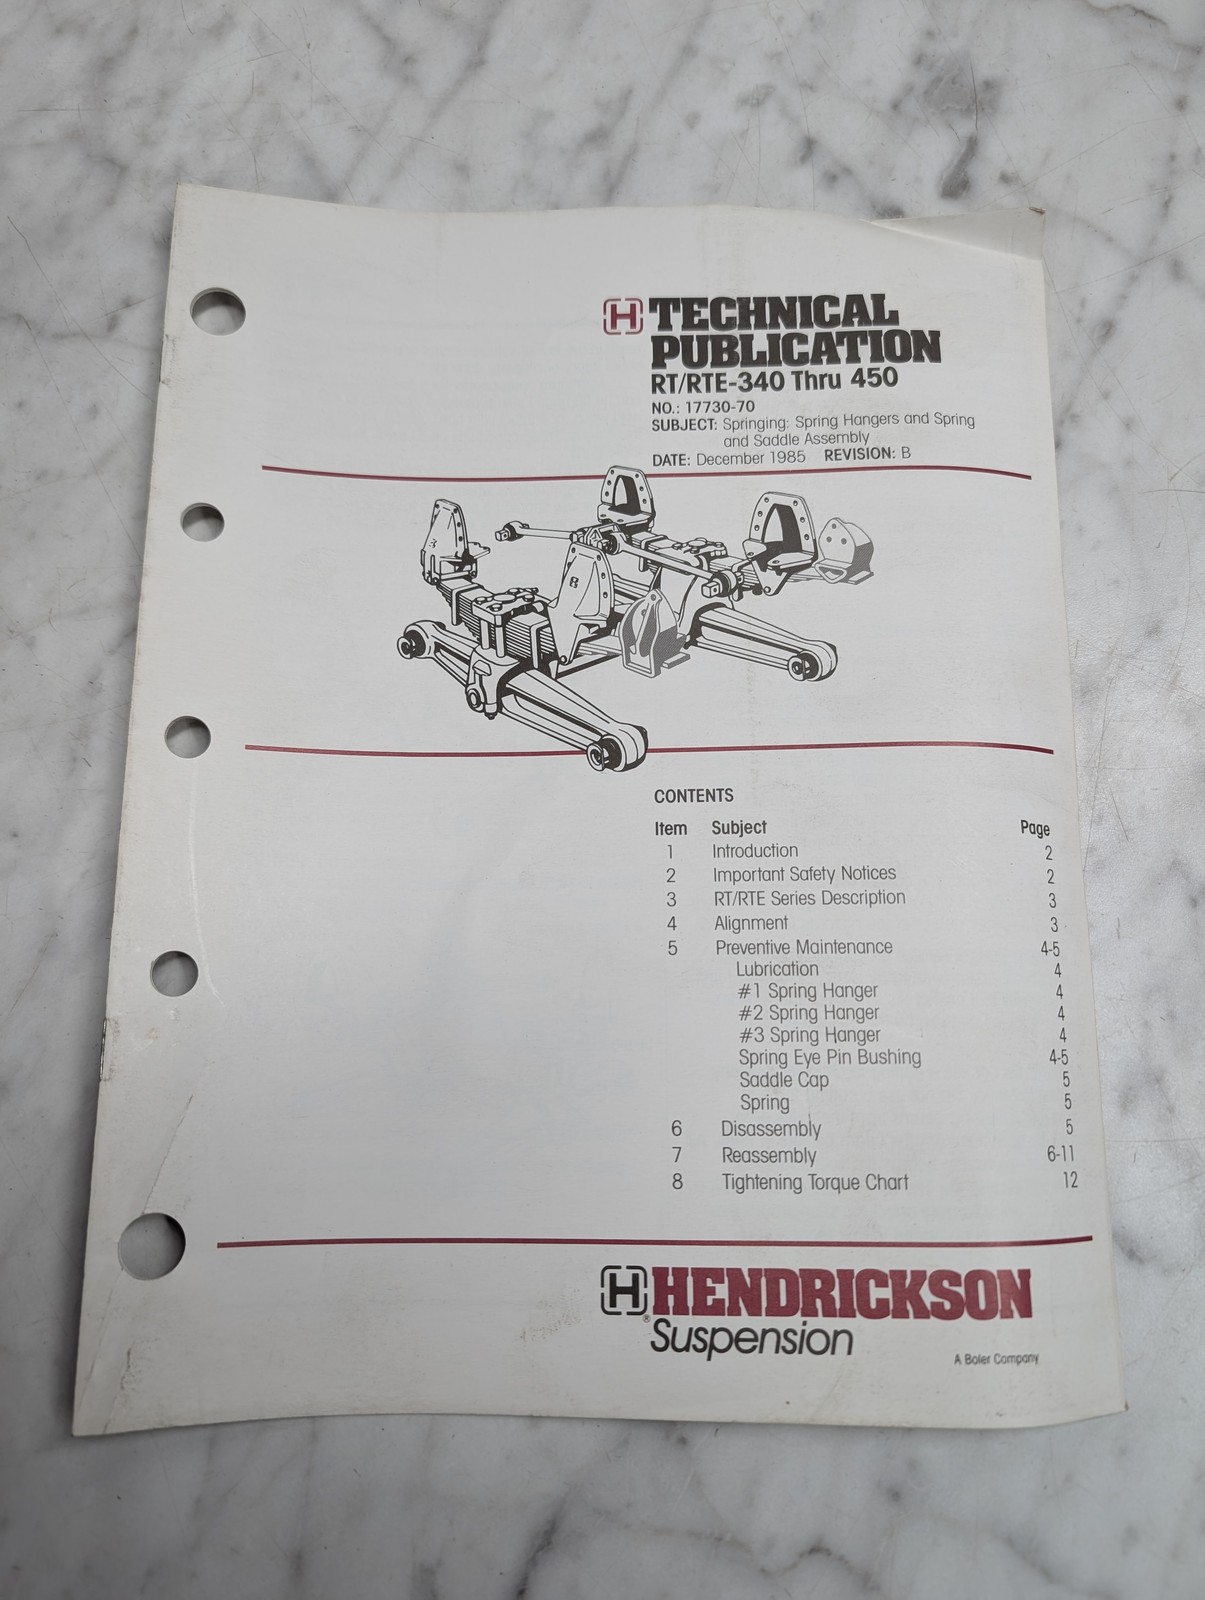 H TECHNICAL
PUBLICATION
RT/RTE-340 Thru 450
NO.: 17730-70
SUBJECT: Springing: Spring Hangers and Spring
and Saddle Assembly
DATE: December 1985 REVISION: B
CONTENTS
Item Subject Page
1 Introduction 2
2 Important Safety Notices 2
3 RT/RTE Series Description 3
4 Alignment 3
5 Preventive Maintenance 4-5
Lubrication 4
#1 Spring Hanger 4
#2 Spring Hanger 4
#3 Spring Hanger 4
Spring Eye Pin Bushing 4-5
Saddle Cap 5
Spring 5
6 Disassembly 5
7 Reassembly 6-11
8 Tightening Torque Chart 12
H HENDRICKSON
® Suspension
A Boler Company